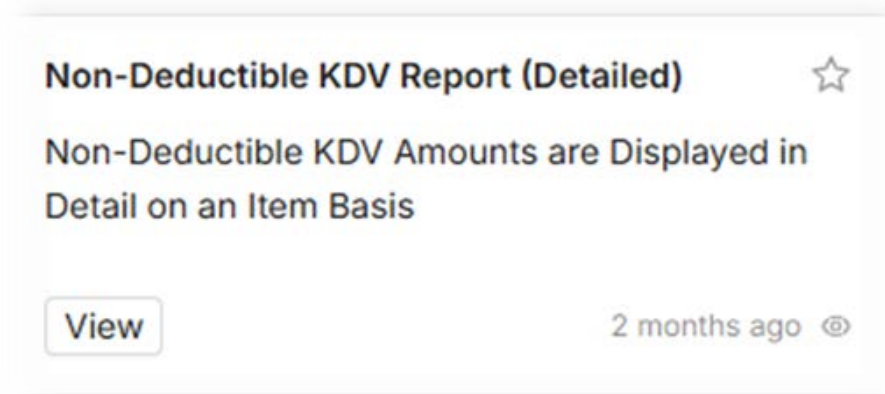 Non-Deductible KDV Report (Detailed)
Non-Deductible KDV Amounts are Displayed in
Detail on an Item Basis
View
2 months ago